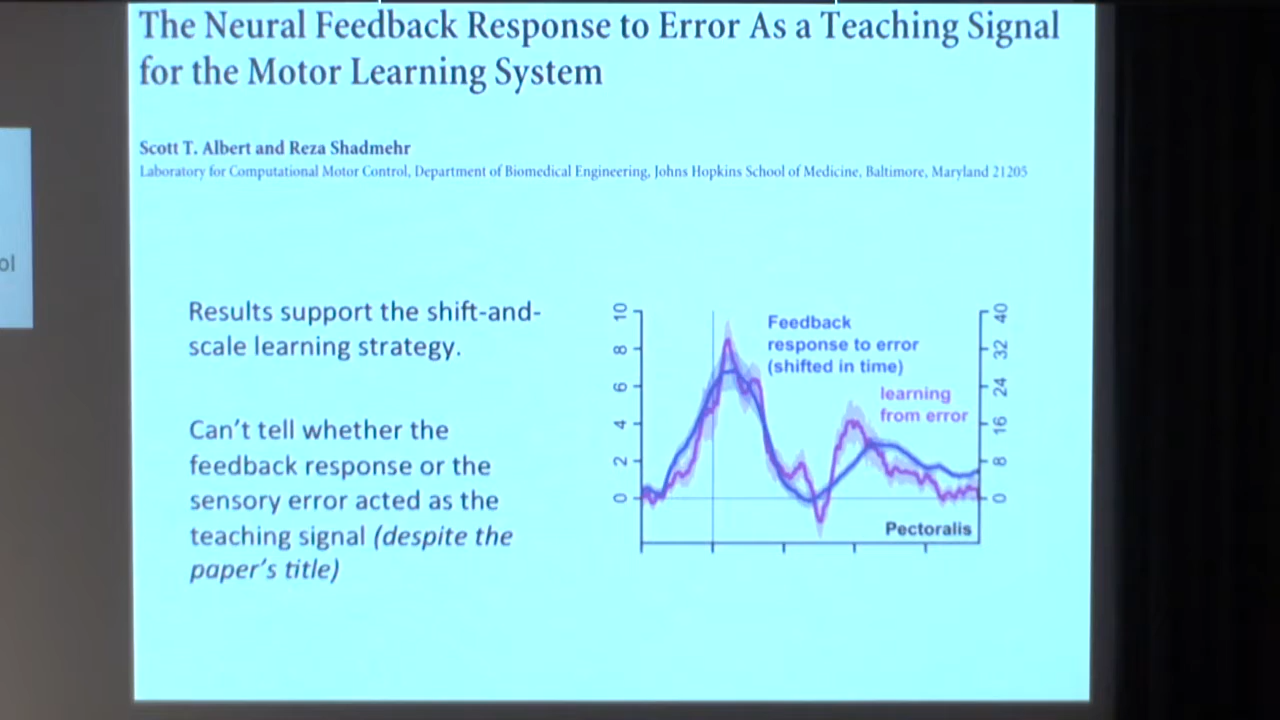 The Neural Feedback Response to Error As a Teaching Signal
for the Motor Learning System
Scott T. Albert and Reza Shadmehr
Laboratory for Computational Motor Control, Department of Biomedical Engineering, Johns Hopkins School of Medicine, Baltimore, Maryland 21205
ol
Results support the shift-and-
scale learning strategy.
Can't tell whether the
feedback response or the
sensory error acted as the
teaching signal (despite the
paper's title)
10
8
6
4
2
0
Feedback
response to error
(shifted in time)
learning
from error
Pectoralis
40
32
24
16
8
0